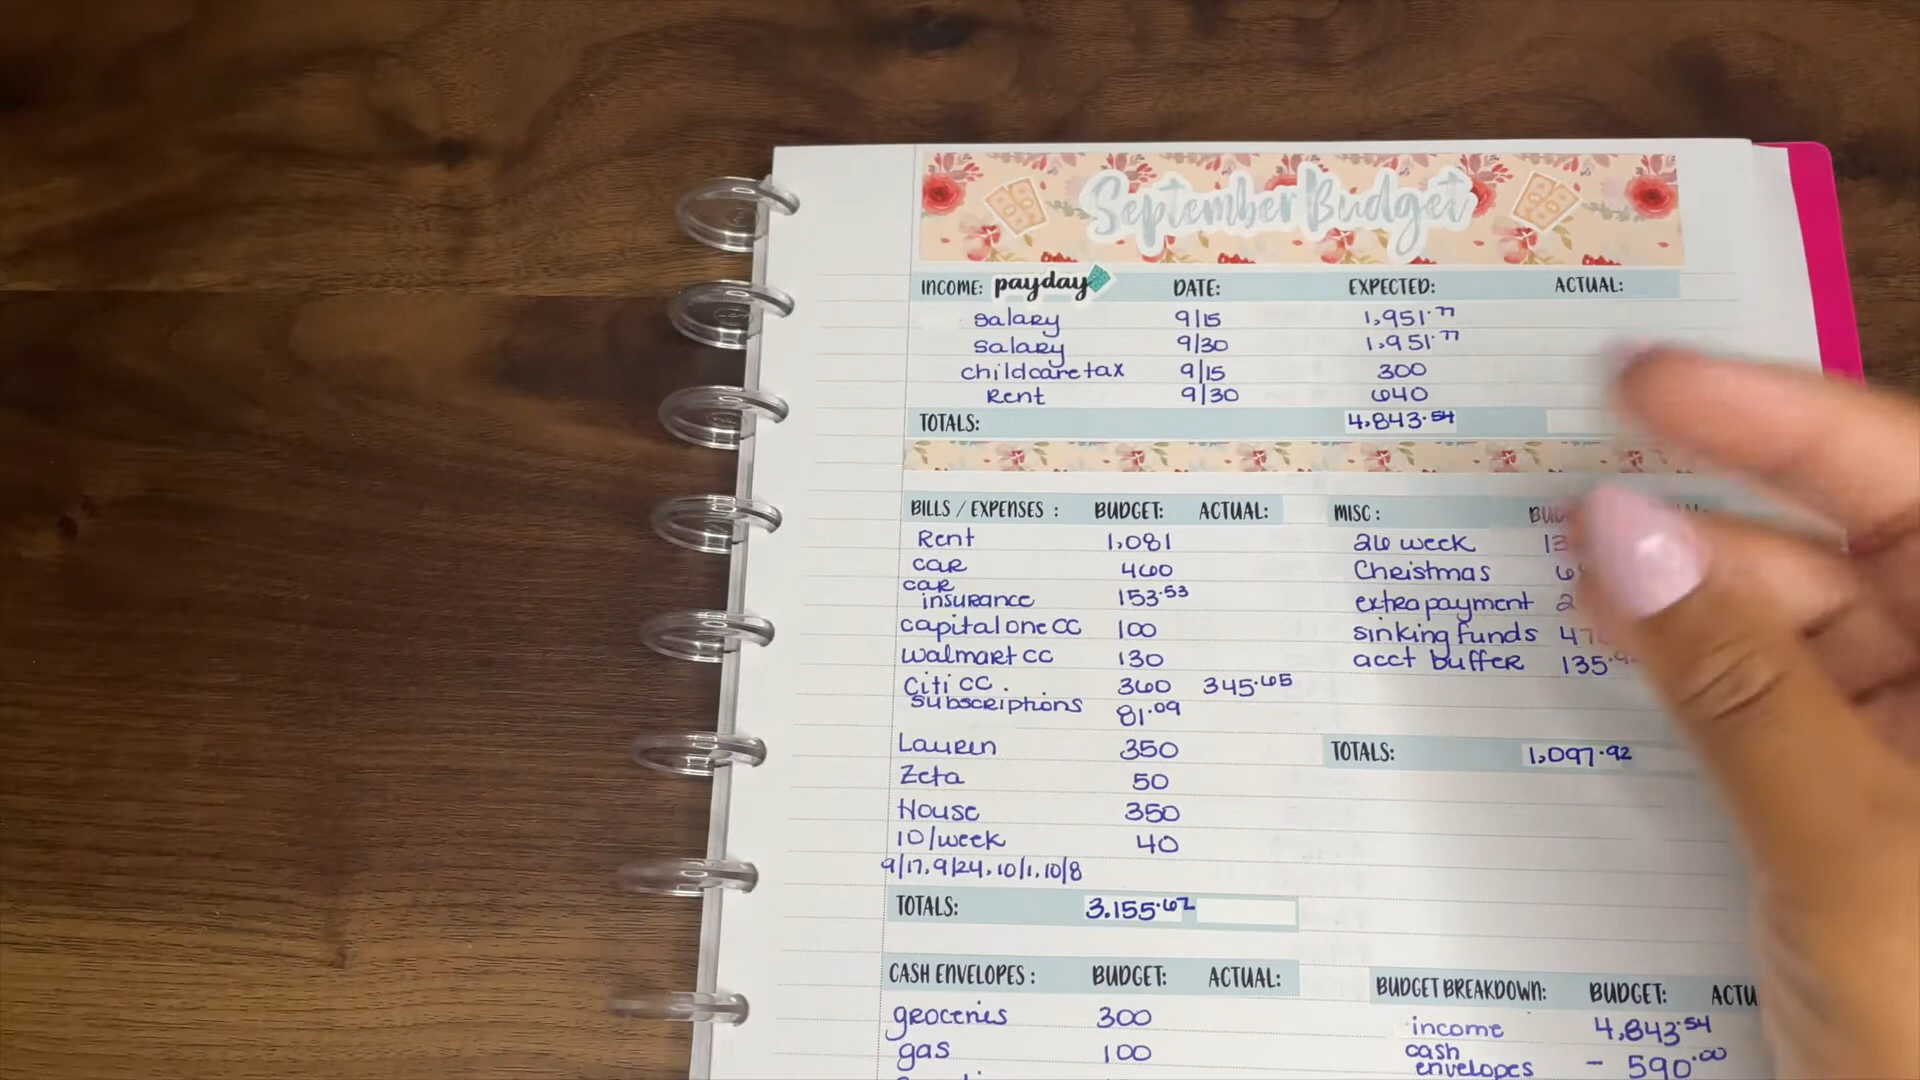 September Budget
INCOME: payday DATE: EXPECTED: ACTUAL:
salary 9/15 1,951.77
salary 9/30 1,951.77
childcare tax 9/15 300
Rent 9/30 640
TOTALS: 4,843.54
BILLS / EXPENSES : BUDGET: ACTUAL:
Rent 1,081
car 460
car
insurance 153.53
capital one CC 100
walmart CC 130
Citi CC. 360 345.65
subscriptions 81.09
Lauren 350
Zeta 50
House 350
10/week 40
9/17, 9/24, 10/1, 10/8
TOTALS: 3,155.62
MISC :
26 week
Christmas
extra payment
sinking funds
acct buffer 135
TOTALS: 1,097.92
CASH ENVELOPES : BUDGET: ACTUAL:
groceries 300
gas 100
BUDGET BREAKDOWN: BUDGET:
income 4,843.54
cash
envelopes - 590.00